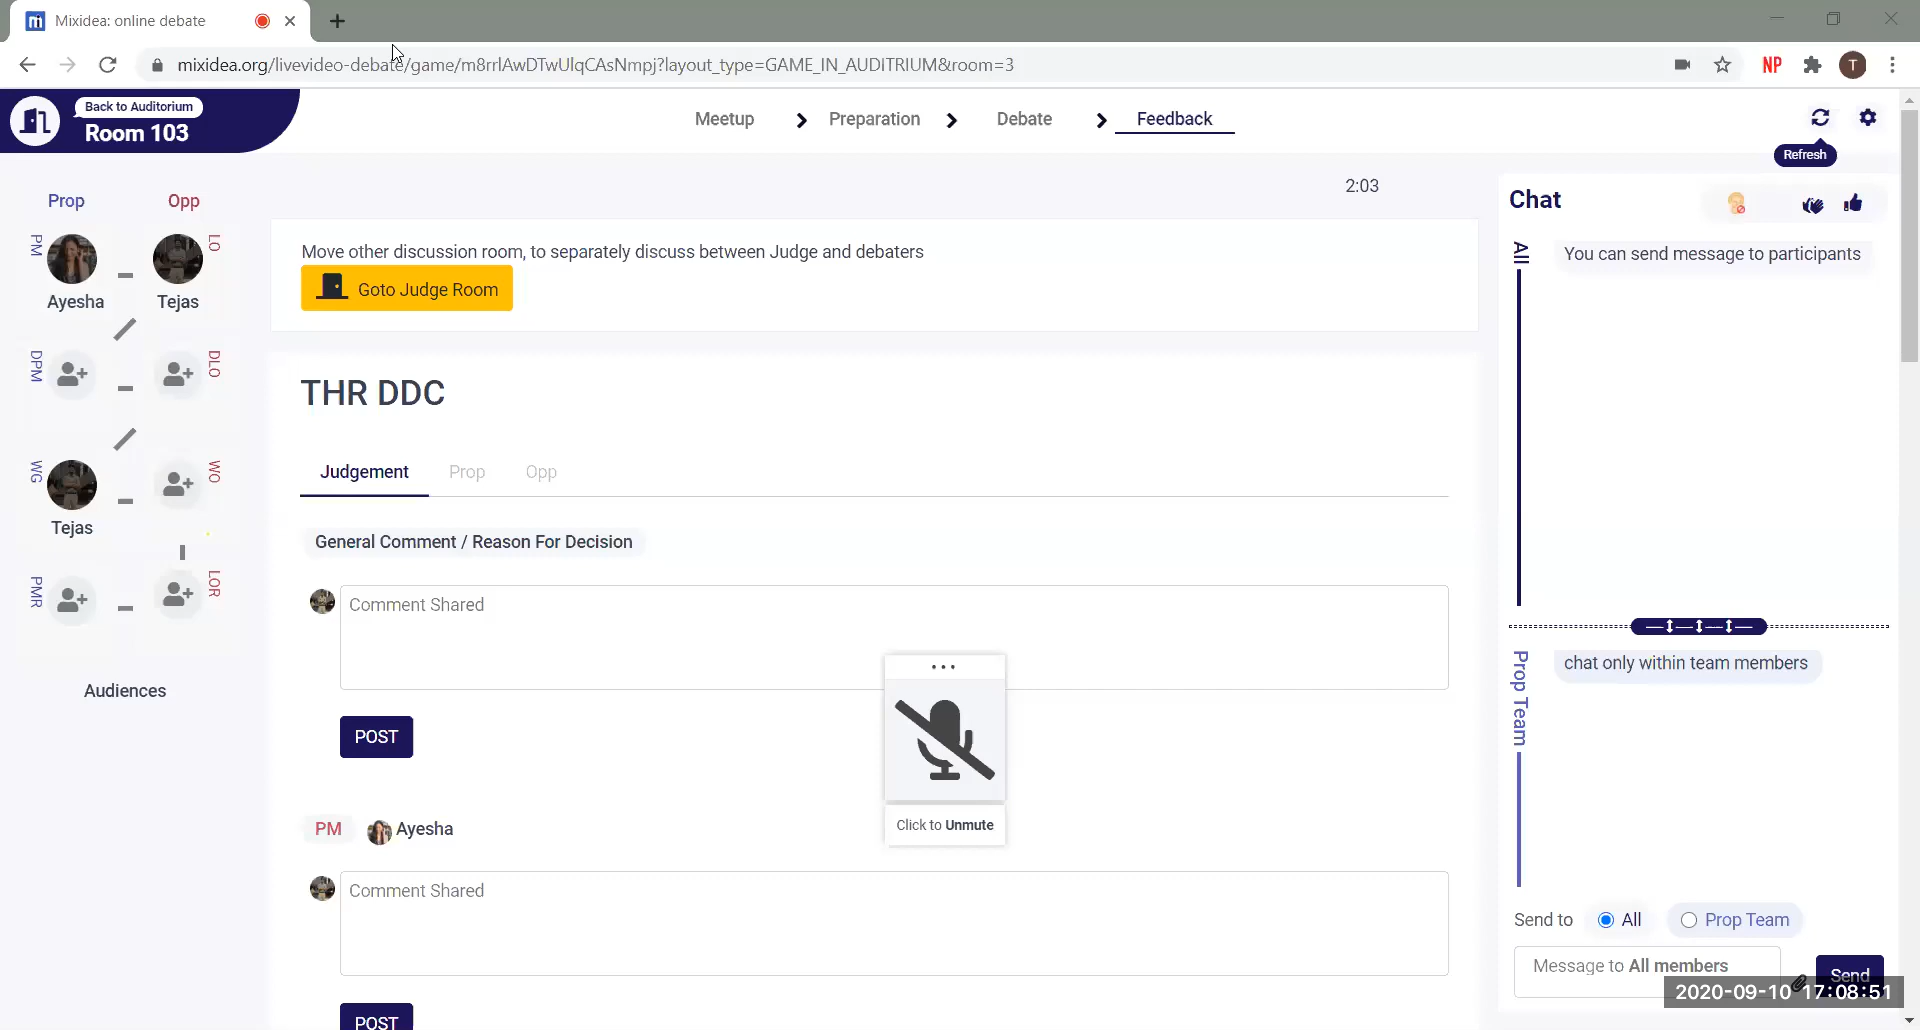 Mixidea: online debate
mixidea.org/livevideo-debate/game/m8rrlAwDTwUlqCAsNmpj?layout_type=GAME_IN_AUDITRIUM&room=3
NP
T
Back to Auditorium
Room 103
Meetup
Preparation
Debate
Feedback
Refresh
2:03
Prop
Opp
PM
LO
Ayesha
Tejas
DPM
DLO
WG
WO
Tejas
PMR
LOR
Audiences
Move other discussion room, to separately discuss between Judge and debaters
Goto Judge Room
THR DDC
Judgement
Prop
Opp
General Comment / Reason For Decision
Comment Shared
POST
PM
Ayesha
Comment Shared
POST
Click to Unmute
Chat
All
You can send message to participants
Prop Team
chat only within team members
Send to
All
Prop Team
Message to All members
Send
2020-09-10 17:08:51